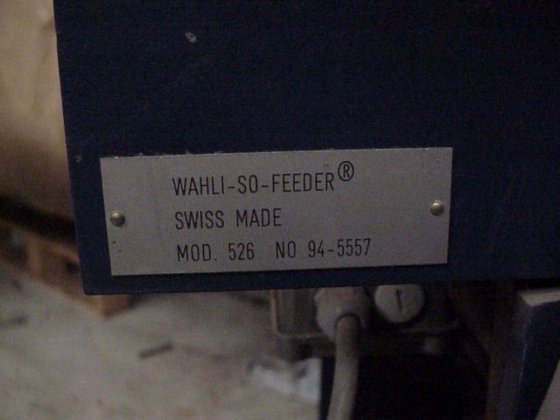 WAHLI-SO-FEEDER®
SWISS MADE
MOD. 526 NO 94-5557